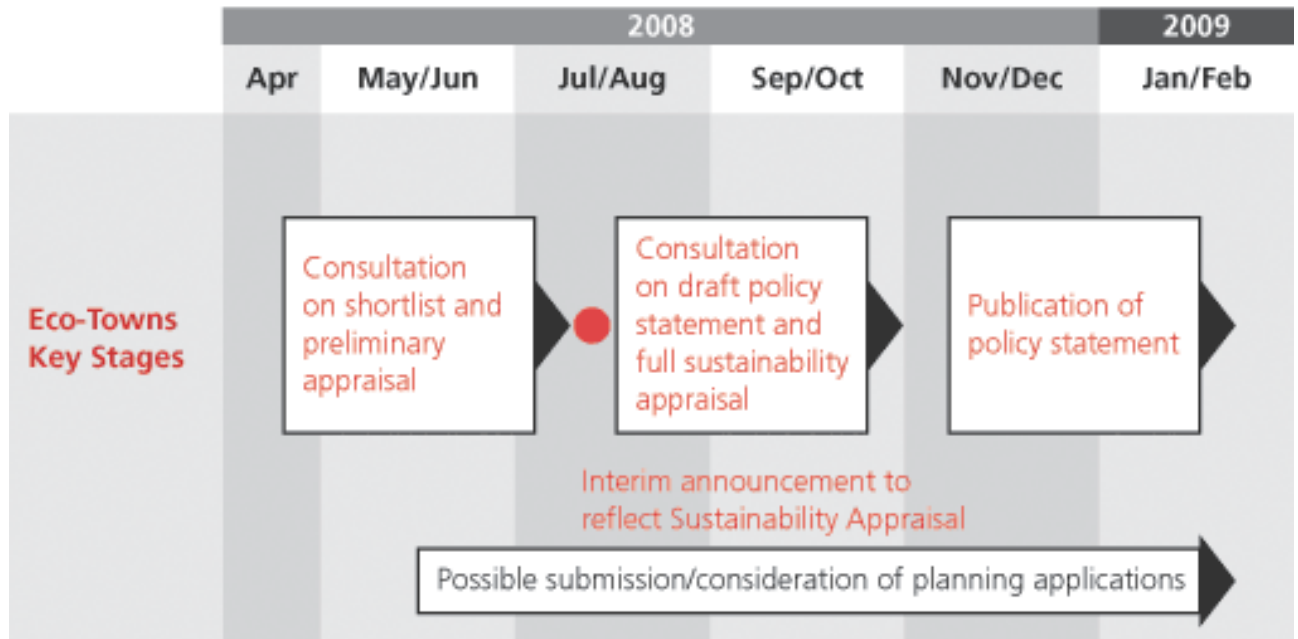 2008
2009
Apr
May/Jun
Jul/Aug
Sep/Oct
Nov/Dec
Jan/Feb
Eco-Towns
Key Stages
Consultation
on shortlist and
preliminary
appraisal
Consultation
on draft policy
statement and
full sustainability
appraisal
Publication of
policy statement
Interim announcement to
reflect Sustainability Appraisal
Possible submission/consideration of planning applications